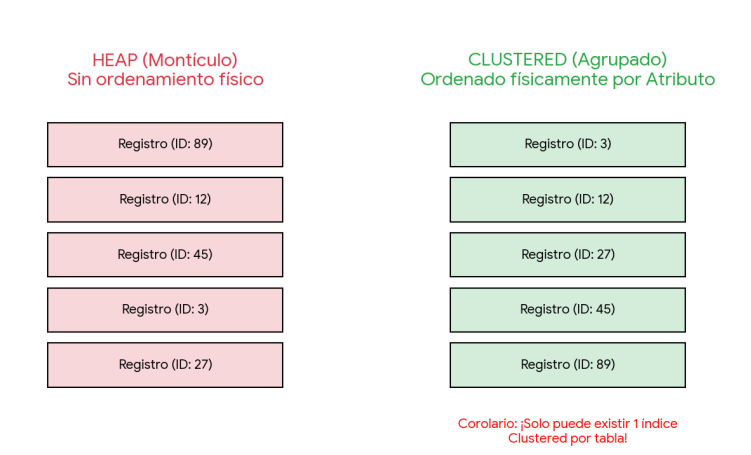 HEAP (Montículo)
Sin ordenamiento físico
Registro (ID: 89)
Registro (ID: 12)
Registro (ID: 45)
Registro (ID: 3)
Registro (ID: 27)
CLUSTERED (Agrupado)
Ordenado físicamente por Atributo
Registro (ID: 3)
Registro (ID: 12)
Registro (ID: 27)
Registro (ID: 45)
Registro (ID: 89)
Corolario: ¡Solo puede existir 1 índice
Clustered por tabla!